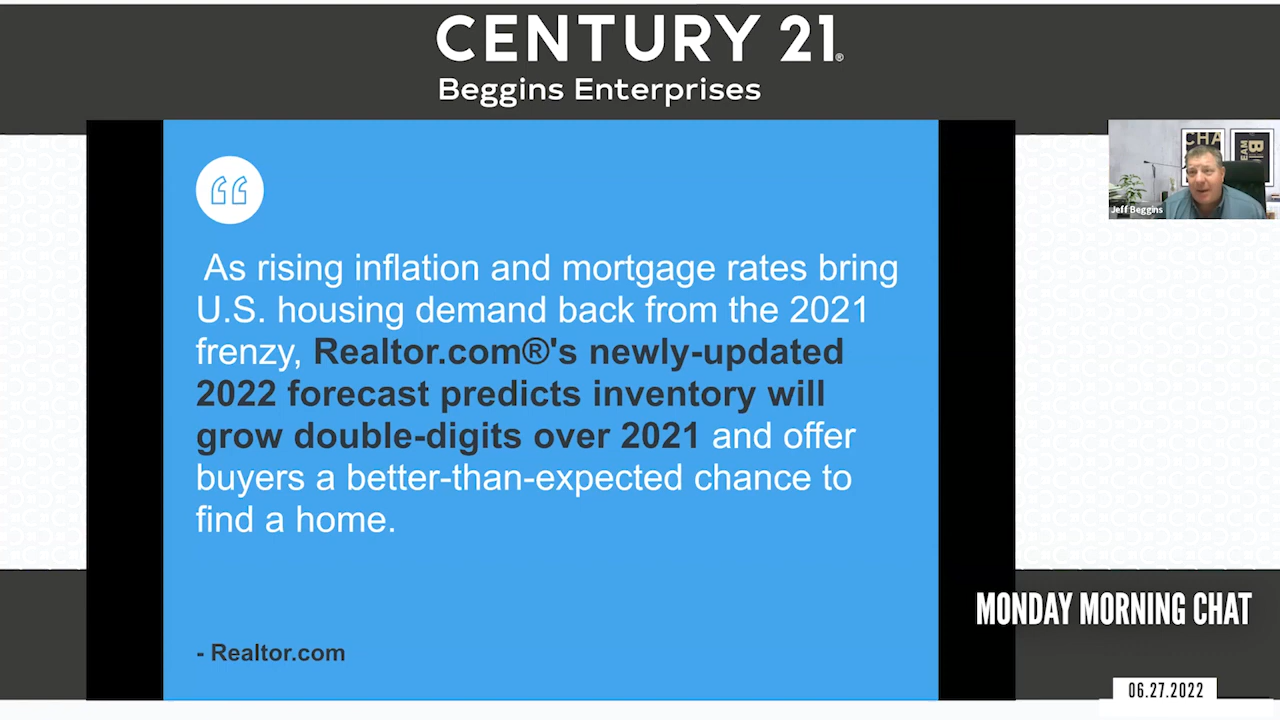 CENTURY 21®
Beggins Enterprises
As rising inflation and mortgage rates bring
U.S. housing demand back from the 2021
frenzy, Realtor.com®'s newly-updated
2022 forecast predicts inventory will
grow double-digits over 2021 and offer
buyers a better-than-expected chance to
find a home.
- Realtor.com
CHA
TEAM
B
Jeff Beggins
MONDAY MORNING CHAT
06.27.2022